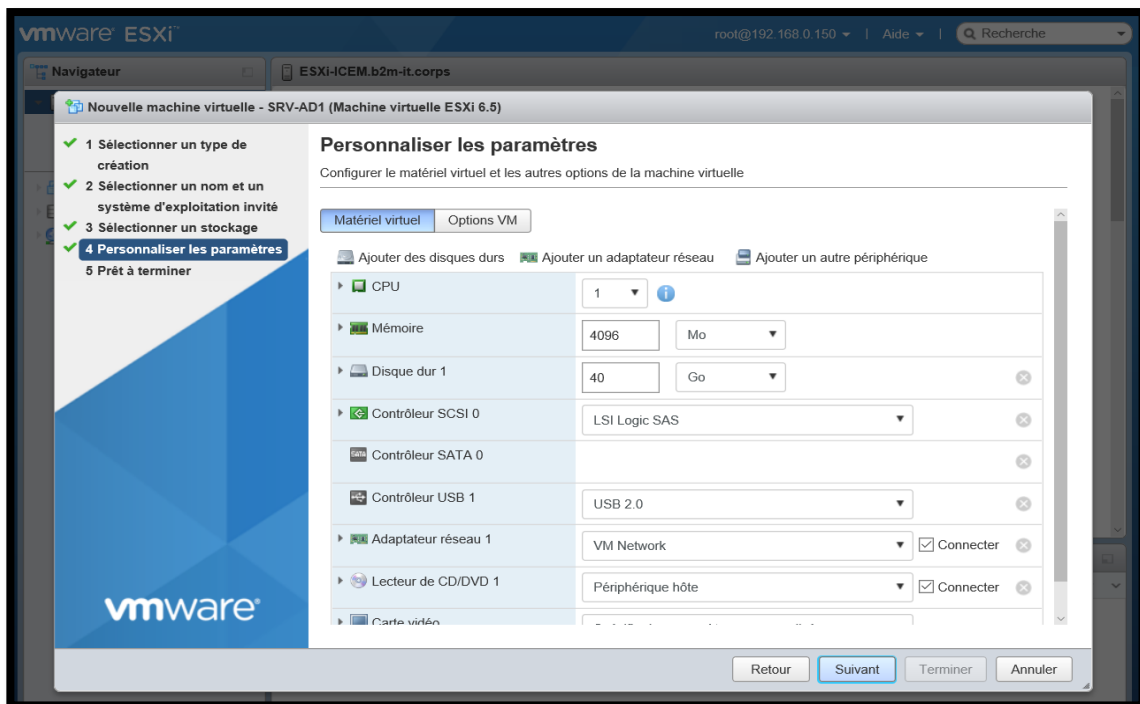 vmware ESXi™
root@192.168.0.150 | Aide | Recherche
Navigateur
ESXi-ICEM.b2m-it.corps
Nouvelle machine virtuelle - SRV-AD1 (Machine virtuelle ESXi 6.5)
1 Sélectionner un type de
création
2 Sélectionner un nom et un
système d'exploitation invité
3 Sélectionner un stockage
4 Personnaliser les paramètres
5 Prêt à terminer
vmware®
Personnaliser les paramètres
Configurer le matériel virtuel et les autres options de la machine virtuelle
Matériel virtuel Options VM
Ajouter des disques durs Ajouter un adaptateur réseau Ajouter un autre périphérique
CPU 1
Mémoire 4096 Mo
Disque dur 1 40 Go
Contrôleur SCSI 0 LSI Logic SAS
SATA Contrôleur SATA 0
Contrôleur USB 1 USB 2.0
Adaptateur réseau 1 VM Network Connecter
Lecteur de CD/DVD 1 Périphérique hôte Connecter
Carte vidéo
Retour Suivant Terminer Annuler